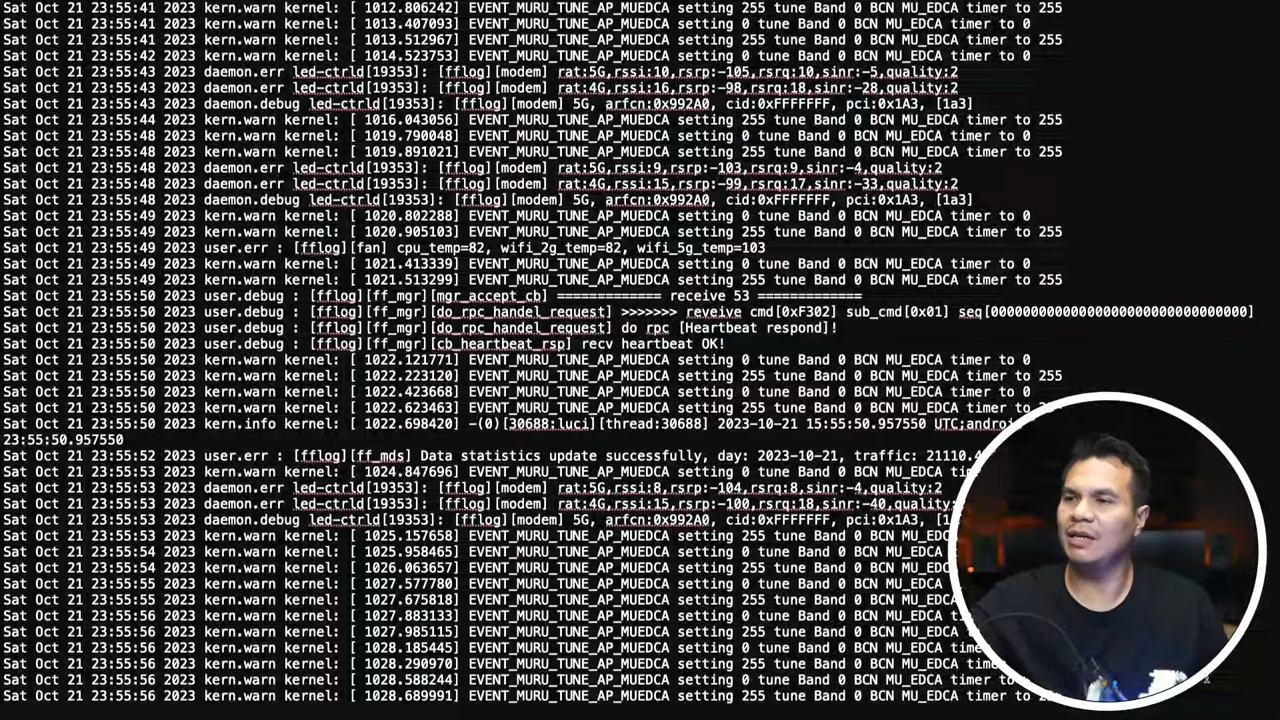 Sat Oct 21 23:55:41 2023 kern.warn kernel: [ 1012.806242] EVENT_MURU_TUNE_AP_MUEDCA setting 255 tune Band 0 BCN MU_EDCA timer to 255
Sat Oct 21 23:55:41 2023 kern.warn kernel: [ 1013.407093] EVENT_MURU_TUNE_AP_MUEDCA setting 0 tune Band 0 BCN MU_EDCA timer to 0
Sat Oct 21 23:55:41 2023 kern.warn kernel: [ 1013.512967] EVENT_MURU_TUNE_AP_MUEDCA setting 255 tune Band 0 BCN MU_EDCA timer to 255
Sat Oct 21 23:55:42 2023 kern.warn kernel: [ 1014.523753] EVENT_MURU_TUNE_AP_MUEDCA setting 0 tune Band 0 BCN MU_EDCA timer to 0
Sat Oct 21 23:55:43 2023 daemon.err led-ctrld[19353]: [fflog][modem] rat:5G,rssi:10,rsrp:-105,rsrq:10,sinr:-5,quality:2
Sat Oct 21 23:55:43 2023 daemon.err led-ctrld[19353]: [fflog][modem] rat:4G,rssi:16,rsrp:-98,rsrq:18,sinr:-28,quality:2
Sat Oct 21 23:55:43 2023 daemon.debug led-ctrld[19353]: [fflog][modem] 5G, arfcn:0x992A0, cid:0xFFFFFFF, pci:0x1A3, [1a3]
Sat Oct 21 23:55:44 2023 kern.warn kernel: [ 1016.043056] EVENT_MURU_TUNE_AP_MUEDCA setting 255 tune Band 0 BCN MU_EDCA timer to 255
Sat Oct 21 23:55:48 2023 kern.warn kernel: [ 1019.790048] EVENT_MURU_TUNE_AP_MUEDCA setting 0 tune Band 0 BCN MU_EDCA timer to 0
Sat Oct 21 23:55:48 2023 kern.warn kernel: [ 1019.891021] EVENT_MURU_TUNE_AP_MUEDCA setting 255 tune Band 0 BCN MU_EDCA timer to 255
Sat Oct 21 23:55:48 2023 daemon.err led-ctrld[19353]: [fflog][modem] rat:5G,rssi:9,rsrp:-103,rsrq:9,sinr:-4,quality:2
Sat Oct 21 23:55:48 2023 daemon.err led-ctrld[19353]: [fflog][modem] rat:4G,rssi:15,rsrp:-99,rsrq:17,sinr:-33,quality:2
Sat Oct 21 23:55:48 2023 daemon.debug led-ctrld[19353]: [fflog][modem] 5G, arfcn:0x992A0, cid:0xFFFFFFF, pci:0x1A3, [1a3]
Sat Oct 21 23:55:49 2023 kern.warn kernel: [ 1020.802288] EVENT_MURU_TUNE_AP_MUEDCA setting 0 tune Band 0 BCN MU_EDCA timer to 0
Sat Oct 21 23:55:49 2023 kern.warn kernel: [ 1020.905103] EVENT_MURU_TUNE_AP_MUEDCA setting 255 tune Band 0 BCN MU_EDCA timer to 255
Sat Oct 21 23:55:49 2023 user.err : [fflog][fan] cpu_temp=82, wifi_2g_temp=82, wifi_5g_temp=103
Sat Oct 21 23:55:49 2023 kern.warn kernel: [ 1021.413339] EVENT_MURU_TUNE_AP_MUEDCA setting 0 tune Band 0 BCN MU_EDCA timer to 0
Sat Oct 21 23:55:49 2023 kern.warn kernel: [ 1021.513299] EVENT_MURU_TUNE_AP_MUEDCA setting 255 tune Band 0 BCN MU_EDCA timer to 255
Sat Oct 21 23:55:50 2023 user.debug : [fflog][ff_mgr][mgr_accept_cb] ============= receive 53 =============
Sat Oct 21 23:55:50 2023 user.debug : [fflog][ff_mgr][do_rpc_handel_request] >>>>>>> reveive cmd[0xF302] sub_cmd[0x01] seq[00000000000000000000000000000000]
Sat Oct 21 23:55:50 2023 user.debug : [fflog][ff_mgr][do_rpc_handel_request] do rpc [Heartbeat respond]!
Sat Oct 21 23:55:50 2023 user.debug : [fflog][ff_mgr][cb_heartbeat_rsp] recv heartbeat OK!
Sat Oct 21 23:55:50 2023 kern.warn kernel: [ 1022.121771] EVENT_MURU_TUNE_AP_MUEDCA setting 0 tune Band 0 BCN MU_EDCA timer to 0
Sat Oct 21 23:55:50 2023 kern.warn kernel: [ 1022.223120] EVENT_MURU_TUNE_AP_MUEDCA setting 255 tune Band 0 BCN MU_EDCA timer to 255
Sat Oct 21 23:55:50 2023 kern.warn kernel: [ 1022.423668] EVENT_MURU_TUNE_AP_MUEDCA setting 0 tune Band 0 BCN MU_EDCA timer to 0
Sat Oct 21 23:55:50 2023 kern.warn kernel: [ 1022.623463] EVENT_MURU_TUNE_AP_MUEDCA setting 255 tune Band 0 BCN MU_EDCA timer to 255
Sat Oct 21 23:55:50 2023 kern.info kernel: [ 1022.698420] -(0)[30688:luci][thread:30688] 2023-10-21 15:55:50.957550 UTC;androi
23:55:50.957550
Sat Oct 21 23:55:52 2023 user.err : [fflog][ff_mds] Data statistics update successfully, day: 2023-10-21, traffic: 21110.4
Sat Oct 21 23:55:53 2023 kern.warn kernel: [ 1024.847696] EVENT_MURU_TUNE_AP_MUEDCA setting 255 tune Band 0 BCN MU_EDCA
Sat Oct 21 23:55:53 2023 daemon.err led-ctrld[19353]: [fflog][modem] rat:5G,rssi:8,rsrp:-104,rsrq:8,sinr:-4,quality:2
Sat Oct 21 23:55:53 2023 daemon.err led-ctrld[19353]: [fflog][modem] rat:4G,rssi:15,rsrp:-100,rsrq:18,sinr:-40,quality:2
Sat Oct 21 23:55:53 2023 daemon.debug led-ctrld[19353]: [fflog][modem] 5G, arfcn:0x992A0, cid:0xFFFFFFF, pci:0x1A3,
Sat Oct 21 23:55:53 2023 kern.warn kernel: [ 1025.157658] EVENT_MURU_TUNE_AP_MUEDCA setting 255 tune Band 0 BCN MU_EDCA
Sat Oct 21 23:55:54 2023 kern.warn kernel: [ 1025.958465] EVENT_MURU_TUNE_AP_MUEDCA setting 0 tune Band 0 BCN MU_EDCA
Sat Oct 21 23:55:54 2023 kern.warn kernel: [ 1026.063657] EVENT_MURU_TUNE_AP_MUEDCA setting 255 tune Band 0 BCN MU_EDCA
Sat Oct 21 23:55:55 2023 kern.warn kernel: [ 1027.577780] EVENT_MURU_TUNE_AP_MUEDCA setting 0 tune Band 0 BCN MU_EDCA
Sat Oct 21 23:55:55 2023 kern.warn kernel: [ 1027.675818] EVENT_MURU_TUNE_AP_MUEDCA setting 255 tune Band 0 BCN MU_EDCA
Sat Oct 21 23:55:56 2023 kern.warn kernel: [ 1027.883133] EVENT_MURU_TUNE_AP_MUEDCA setting 0 tune Band 0 BCN MU_EDCA
Sat Oct 21 23:55:56 2023 kern.warn kernel: [ 1027.985115] EVENT_MURU_TUNE_AP_MUEDCA setting 255 tune Band 0 BCN MU_EDCA
Sat Oct 21 23:55:56 2023 kern.warn kernel: [ 1028.185445] EVENT_MURU_TUNE_AP_MUEDCA setting 0 tune Band 0 BCN MU_EDCA
Sat Oct 21 23:55:56 2023 kern.warn kernel: [ 1028.290970] EVENT_MURU_TUNE_AP_MUEDCA setting 255 tune Band 0 BCN MU_EDCA
Sat Oct 21 23:55:56 2023 kern.warn kernel: [ 1028.588244] EVENT_MURU_TUNE_AP_MUEDCA setting 0 tune Band 0 BCN MU_EDCA timer
Sat Oct 21 23:55:56 2023 kern.warn kernel: [ 1028.689991] EVENT_MURU_TUNE_AP_MUEDCA setting 255 tune Band 0 BCN MU_EDCA timer to